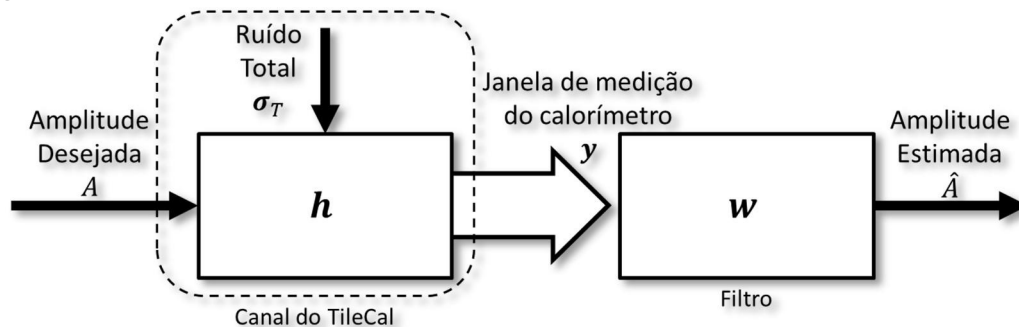 Ruído
Total
σ_T
Janela de medição
do calorímetro
y
Amplitude
Desejada
A
Amplitude
Estimada
Â
h
w
Filtro
Canal do TileCal